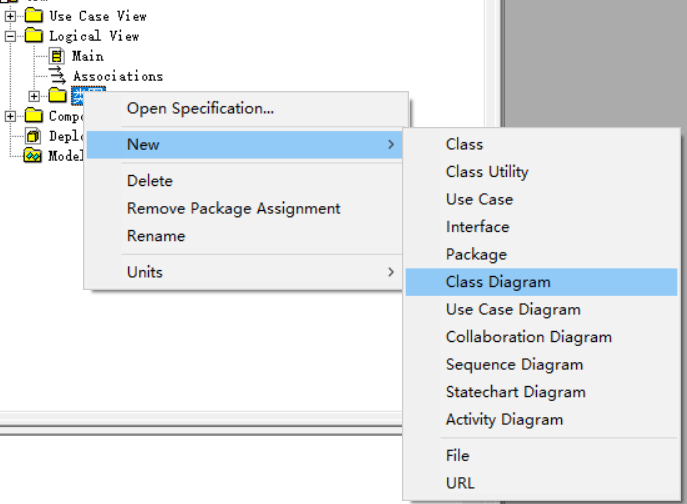 Use Case View
Logical View
Main
Associations
Compo
Deplo
Model
Open Specification...
New
Delete
Remove Package Assignment
Rename
Units
Class
Class Utility
Use Case
Interface
Package
Class Diagram
Use Case Diagram
Collaboration Diagram
Sequence Diagram
Statechart Diagram
Activity Diagram
File
URL